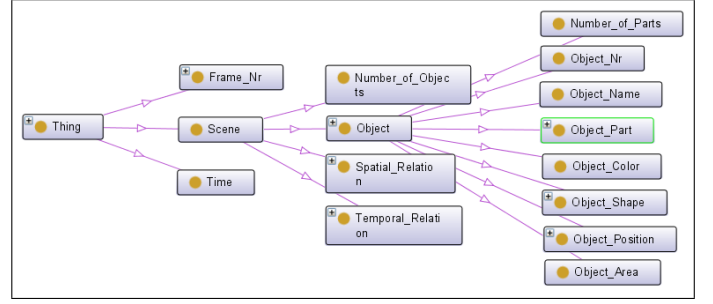 Thing
Frame_Nr
Scene
Time
Number_of_Objec
ts
Object
Spatial_Relatio
n
Temporal_Relati
on
Number_of_Parts
Object_Nr
Object_Name
Object_Part
Object_Color
Object_Shape
Object_Position
Object_Area